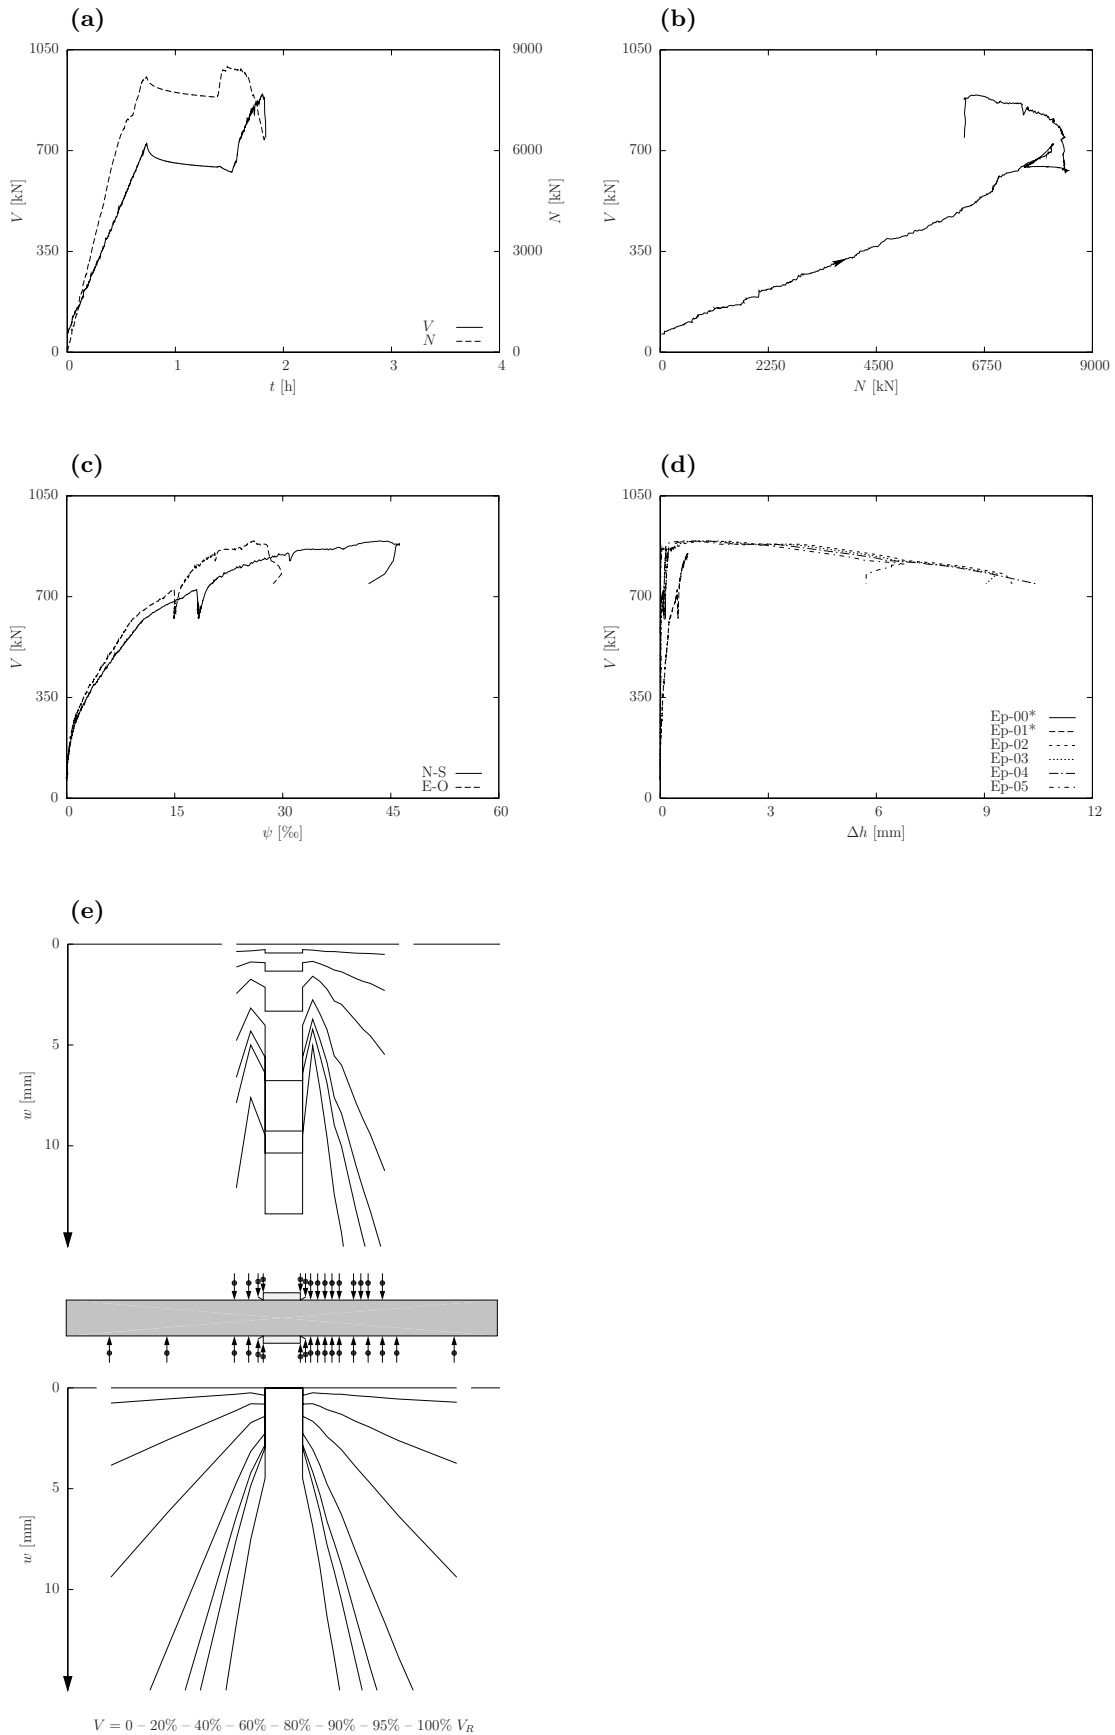 (a)
1050
700
350
0
V [kN]
9000
6000
3000
0
N [kN]
V
N
0
1
2
3
4
t [h]
(b)
1050
700
350
0
V [kN]
0
2250
4500
6750
9000
N [kN]
(c)
1050
700
350
0
V [kN]
N-S
E-O
0
15
30
45
60
ψ [‰]
(d)
1050
700
350
0
V [kN]
Ep-00*
Ep-01*
Ep-02
Ep-03
Ep-04
Ep-05
0
3
6
9
12
Δh [mm]
(e)
0
5
10
w [mm]
0
5
10
w [mm]
V = 0 – 20% – 40% – 60% – 80% – 90% – 95% – 100% V_R